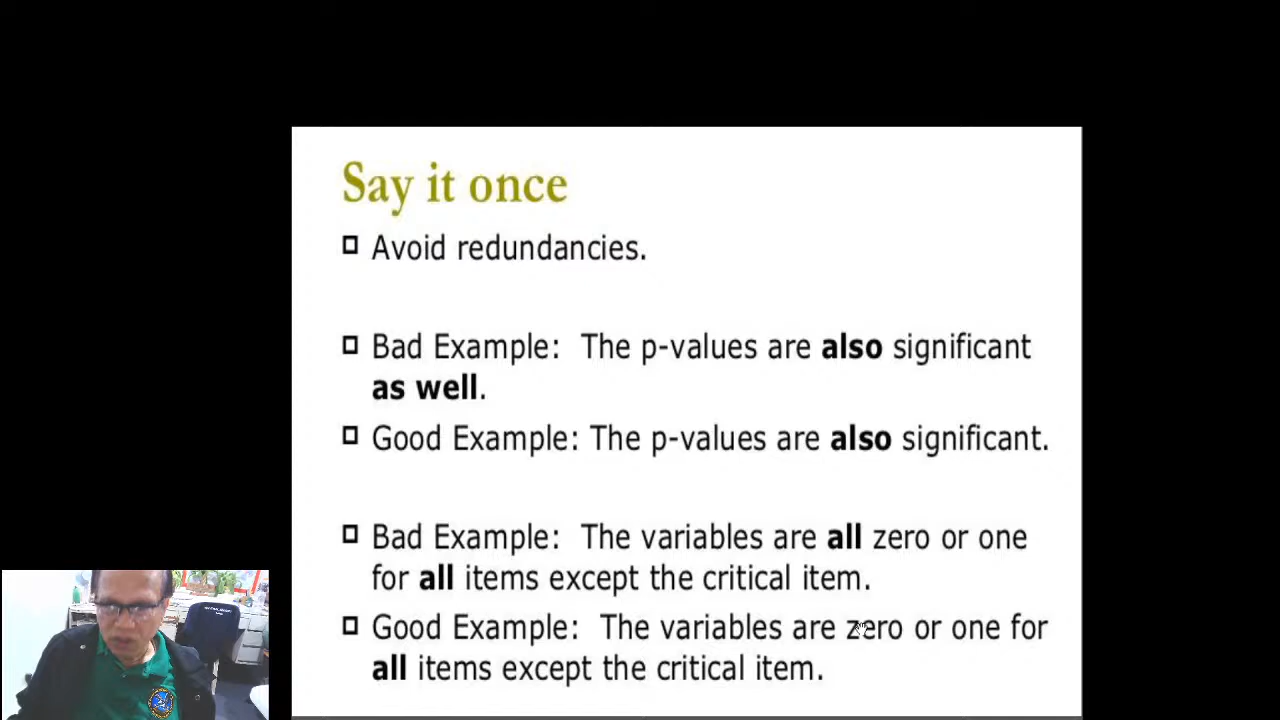 Say it once
Avoid redundancies.
Bad Example: The p-values are also significant
as well.
Good Example: The p-values are also significant.
Bad Example: The variables are all zero or one
for all items except the critical item.
Good Example: The variables are zero or one for
all items except the critical item.